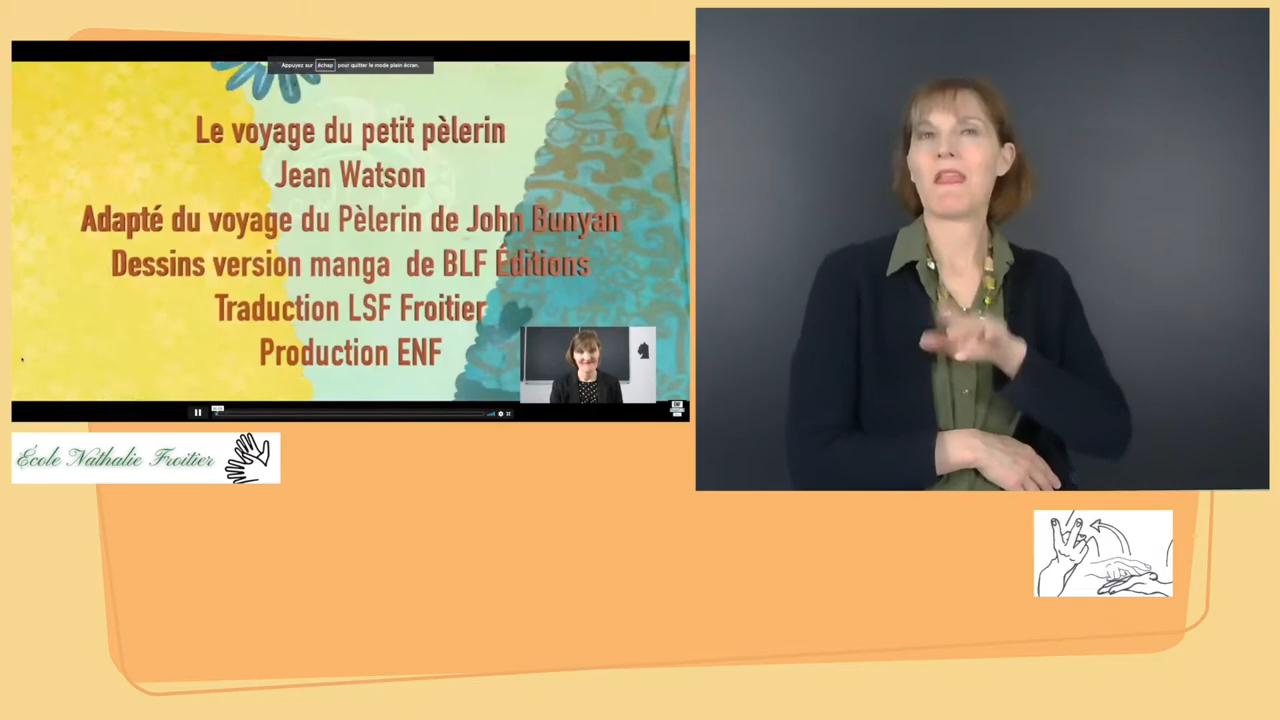 Appuyez sur échap pour quitter le mode plein écran.
Le voyage du petit pèlerin
Jean Watson
Adapté du voyage du Pèlerin de John Bunyan
Dessins version manga de BLF Éditions
Traduction LSF Froitier
Production ENF
École Nathalie Froitier